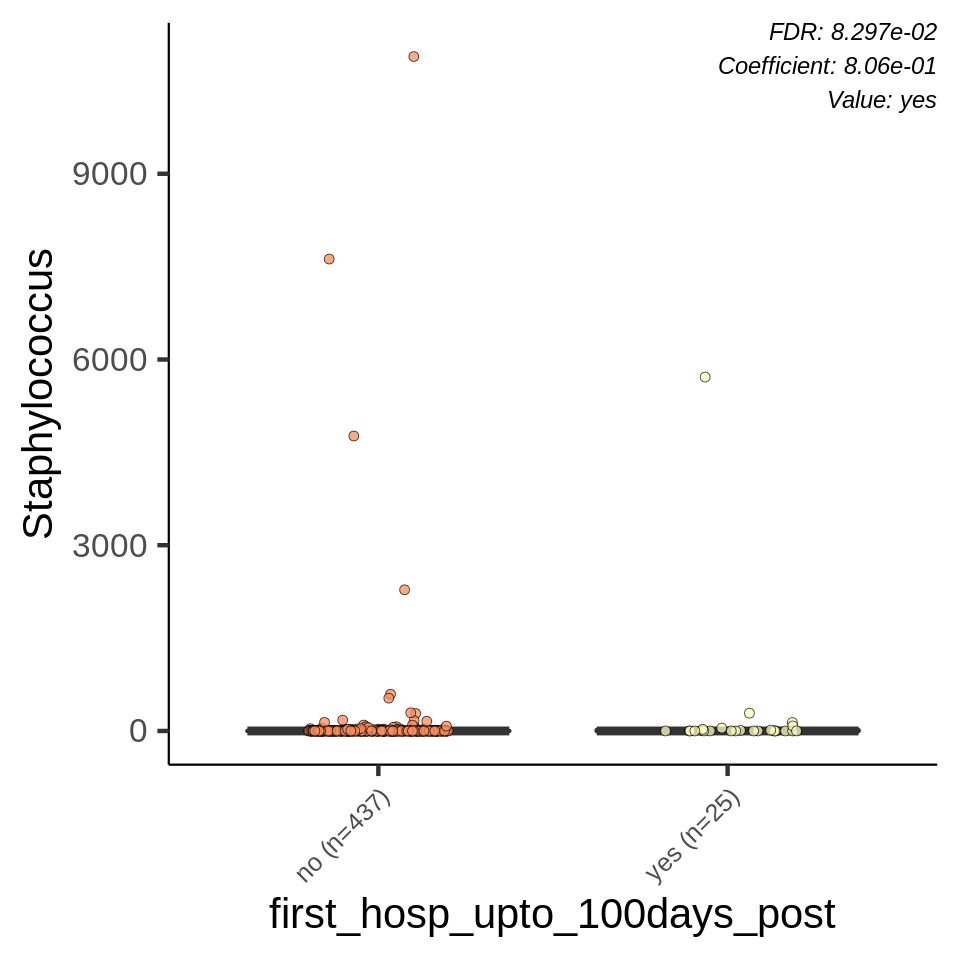 FDR: 8.297e-02
Coefficient: 8.06e-01
Value: yes
Staphylococcus
9000
6000
3000
0
no (n=437)
yes (n=25)
first_hosp_upto_100days_post